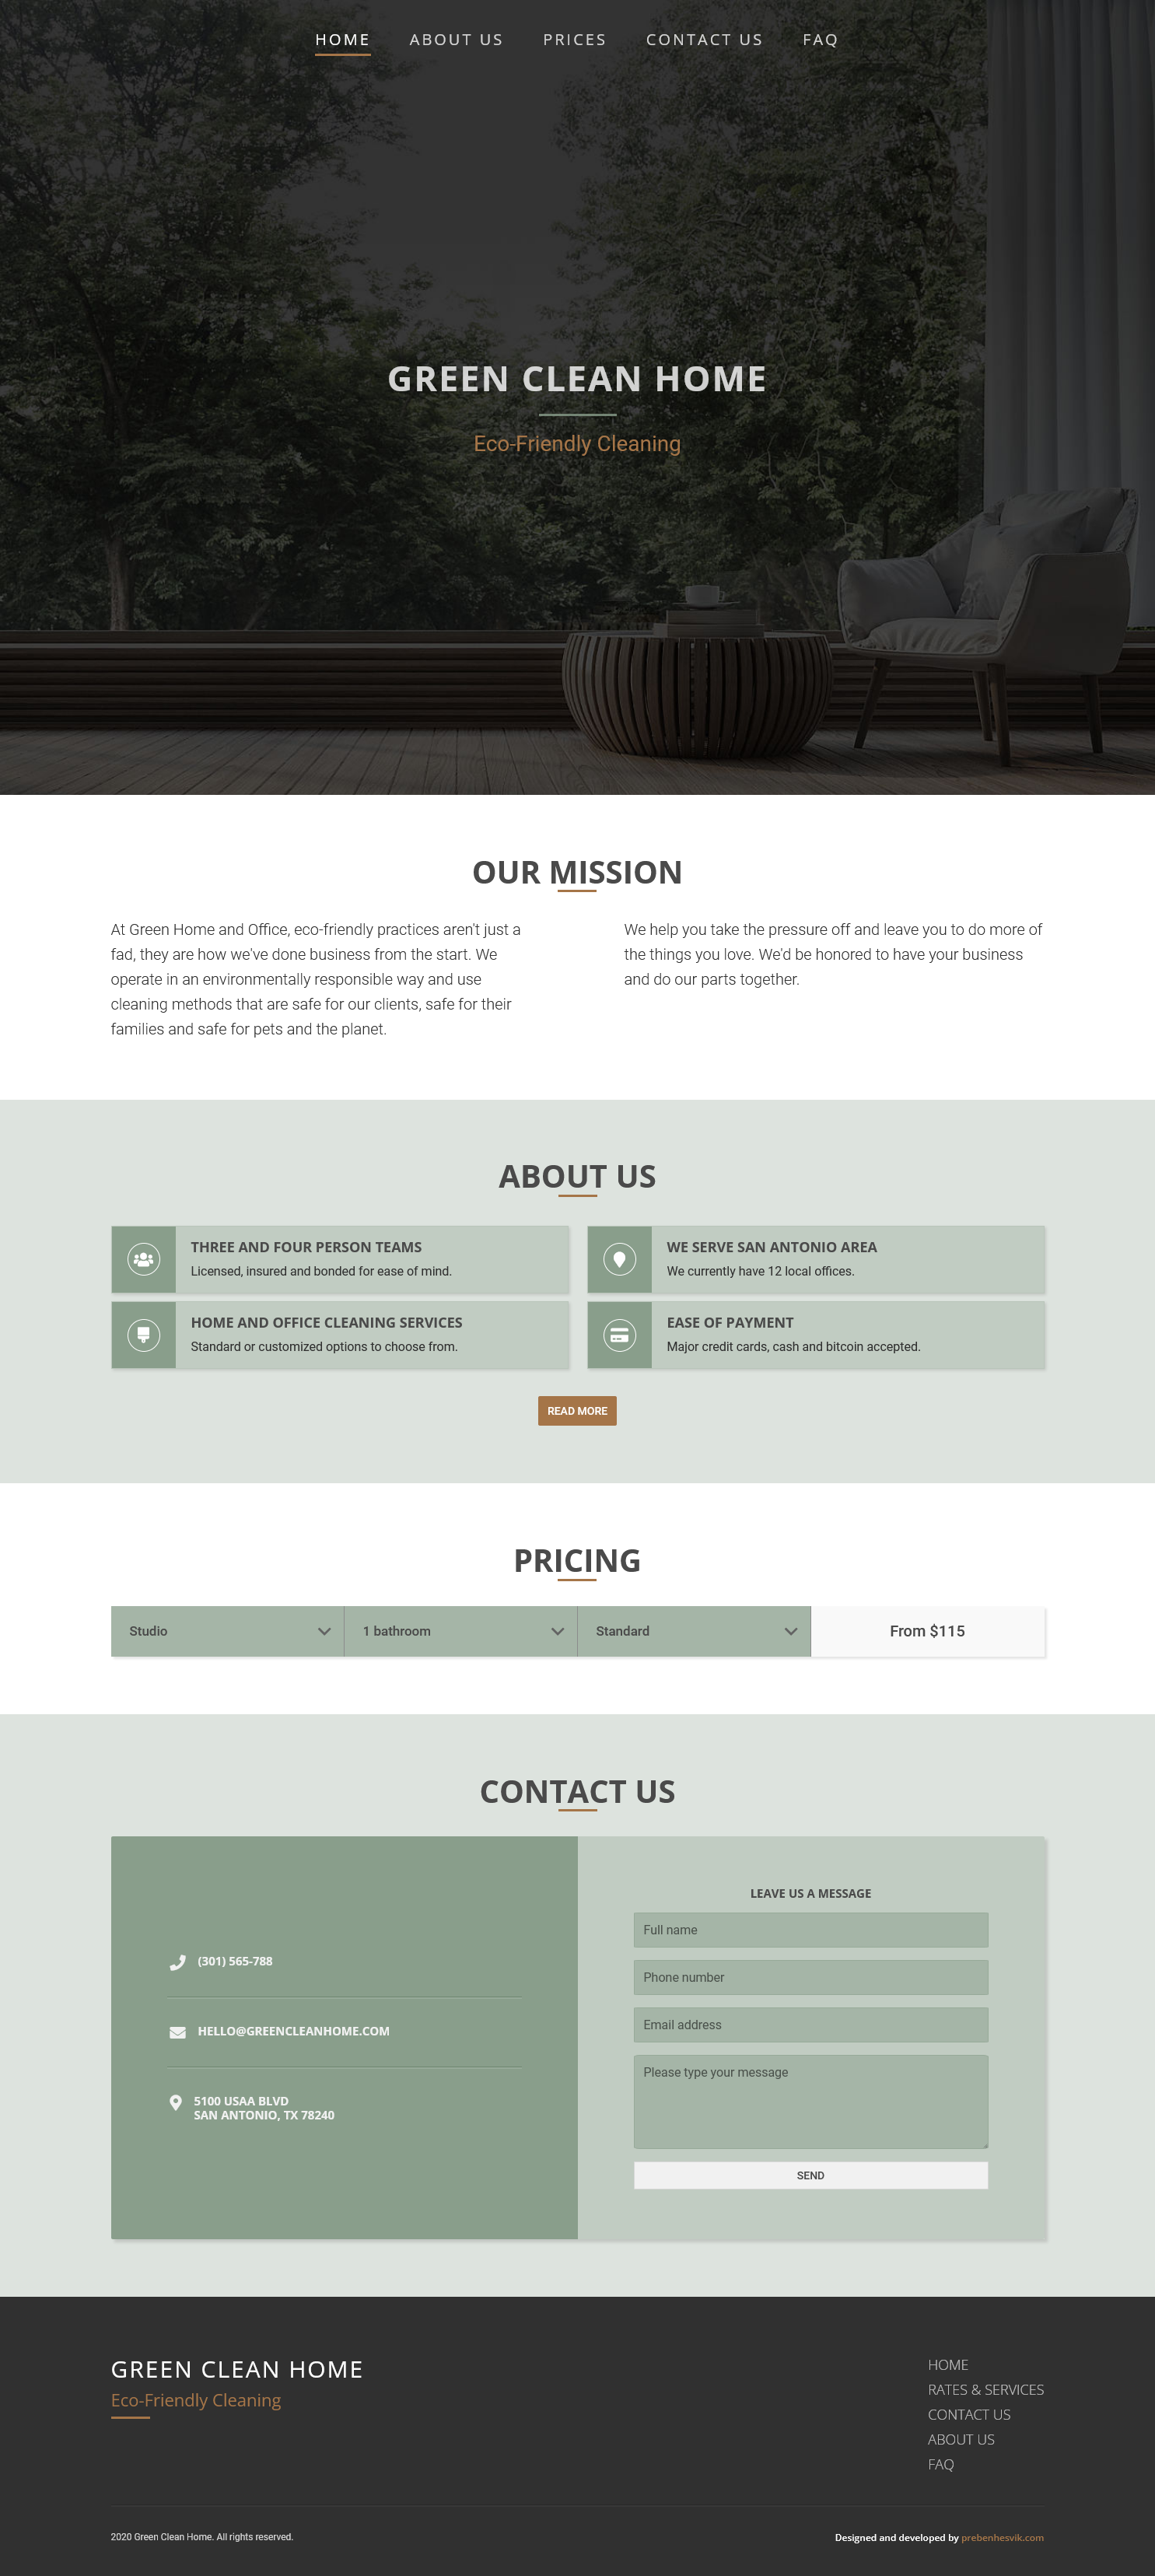 HOME ABOUT US PRICES CONTACT US FAQ
GREEN CLEAN HOME
Eco-Friendly Cleaning
OUR MISSION
At Green Home and Office, eco-friendly practices aren't just a
fad, they are how we've done business from the start. We
operate in an environmentally responsible way and use
cleaning methods that are safe for our clients, safe for their
families and safe for pets and the planet.
We help you take the pressure off and leave you to do more of
the things you love. We'd be honored to have your business
and do our parts together.
ABOUT US
THREE AND FOUR PERSON TEAMS
Licensed, insured and bonded for ease of mind.
WE SERVE SAN ANTONIO AREA
We currently have 12 local offices.
HOME AND OFFICE CLEANING SERVICES
Standard or customized options to choose from.
EASE OF PAYMENT
Major credit cards, cash and bitcoin accepted.
READ MORE
PRICING
Studio
1 bathroom
Standard
From $115
CONTACT US
(301) 565-788
HELLO@GREENCLEANHOME.COM
5100 USAA BLVD
SAN ANTONIO, TX 78240
LEAVE US A MESSAGE
Full name
Phone number
Email address
Please type your message
SEND
GREEN CLEAN HOME
Eco-Friendly Cleaning
HOME
RATES & SERVICES
CONTACT US
ABOUT US
FAQ
2020 Green Clean Home. All rights reserved.
Designed and developed by prebenhesvik.com